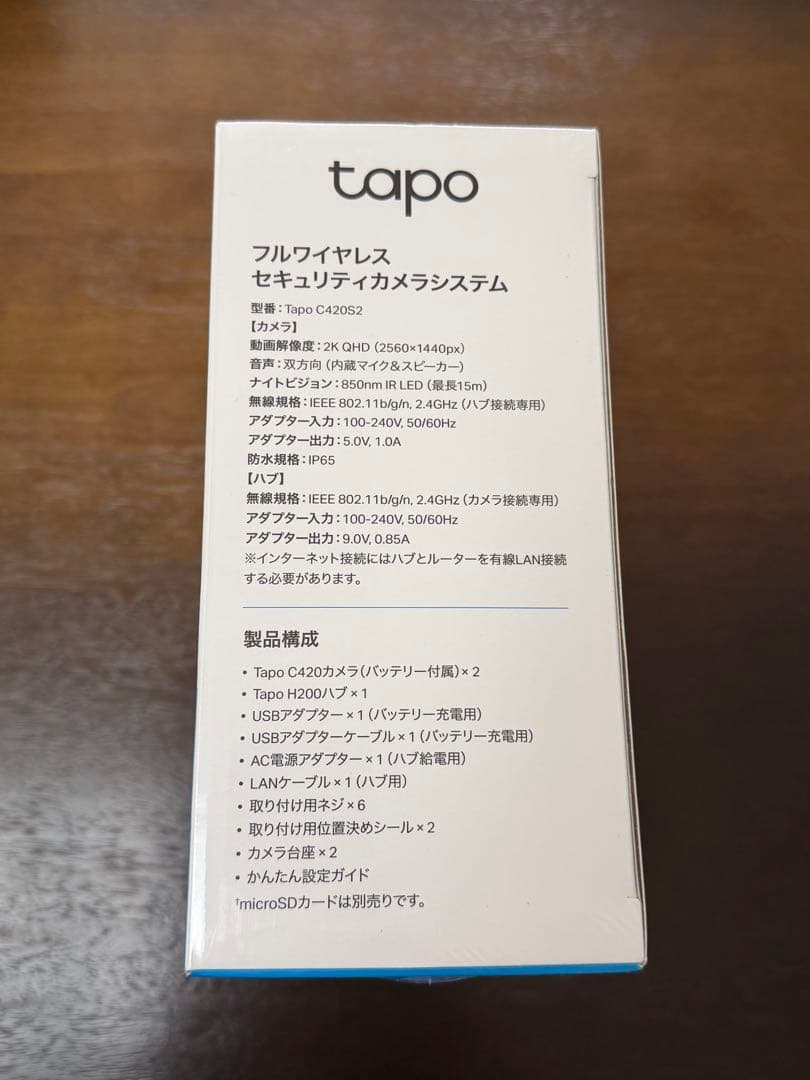 tapo
フルワイヤレス
セキュリティカメラシステム
型番：Tapo C420S2
【カメラ】
動画解像度：2K QHD（2560×1440px）
音声：双方向（内蔵マイク＆スピーカー）
ナイトビジョン：850nm IR LED（最長15m）
無線規格：IEEE 802.11b/g/n, 2.4GHz（ハブ接続専用）
アダプター入力：100-240V, 50/60Hz
アダプター出力：5.0V, 1.0A
防水規格：IP65
【ハブ】
無線規格：IEEE 802.11b/g/n, 2.4GHz（カメラ接続専用）
アダプター入力：100-240V, 50/60Hz
アダプター出力：9.0V, 0.85A
※インターネット接続にはハブとルーターを有線LAN接続
する必要があります。
製品構成
• Tapo C420カメラ（バッテリー付属）× 2
• Tapo H200ハブ × 1
• USBアダプター × 1（バッテリー充電用）
• USBアダプターケーブル × 1（バッテリー充電用）
• AC電源アダプター × 1（ハブ給電用）
• LANケーブル × 1（ハブ用）
• 取り付け用ネジ × 6
• 取り付け用位置決めシール × 2
• カメラ台座 × 2
• かんたん設定ガイド
†microSDカードは別売りです。